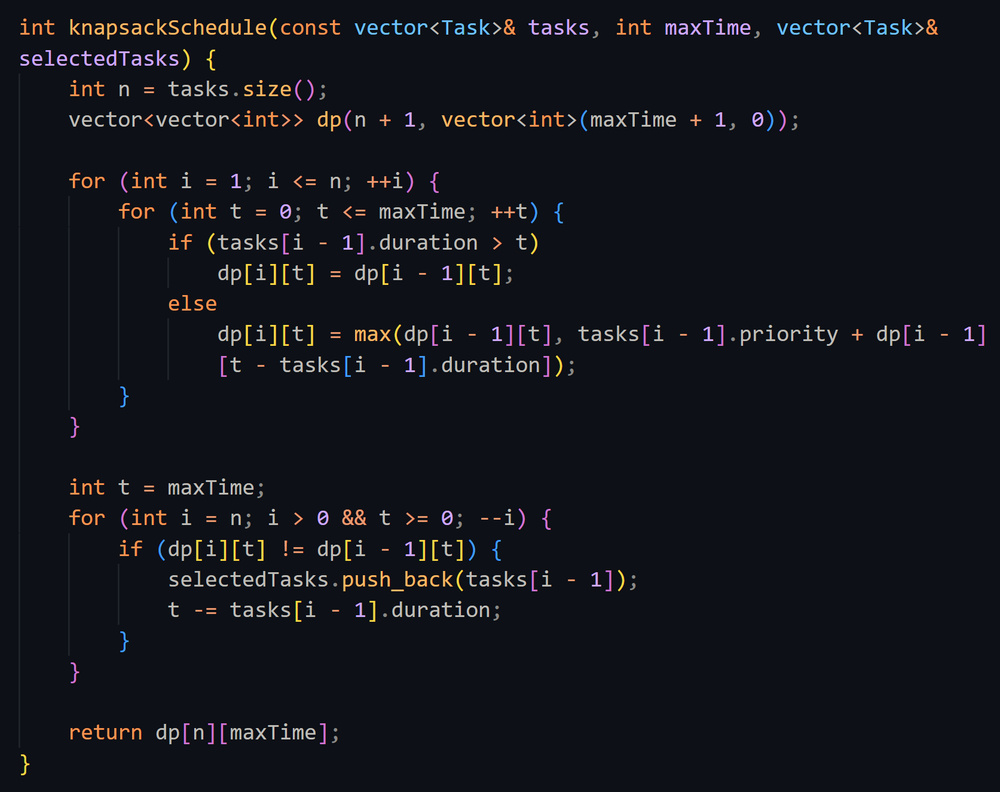 int knapsackSchedule(const vector<Task>& tasks, int maxTime, vector<Task>&
selectedTasks) {
    int n = tasks.size();
    vector<vector<int>> dp(n + 1, vector<int>(maxTime + 1, 0));

    for (int i = 1; i <= n; ++i) {
        for (int t = 0; t <= maxTime; ++t) {
            if (tasks[i - 1].duration > t)
                dp[i][t] = dp[i - 1][t];
            else
                dp[i][t] = max(dp[i - 1][t], tasks[i - 1].priority + dp[i - 1]
                [t - tasks[i - 1].duration]);
        }
    }

    int t = maxTime;
    for (int i = n; i > 0 && t >= 0; --i) {
        if (dp[i][t] != dp[i - 1][t]) {
            selectedTasks.push_back(tasks[i - 1]);
            t -= tasks[i - 1].duration;
        }
    }

    return dp[n][maxTime];
}